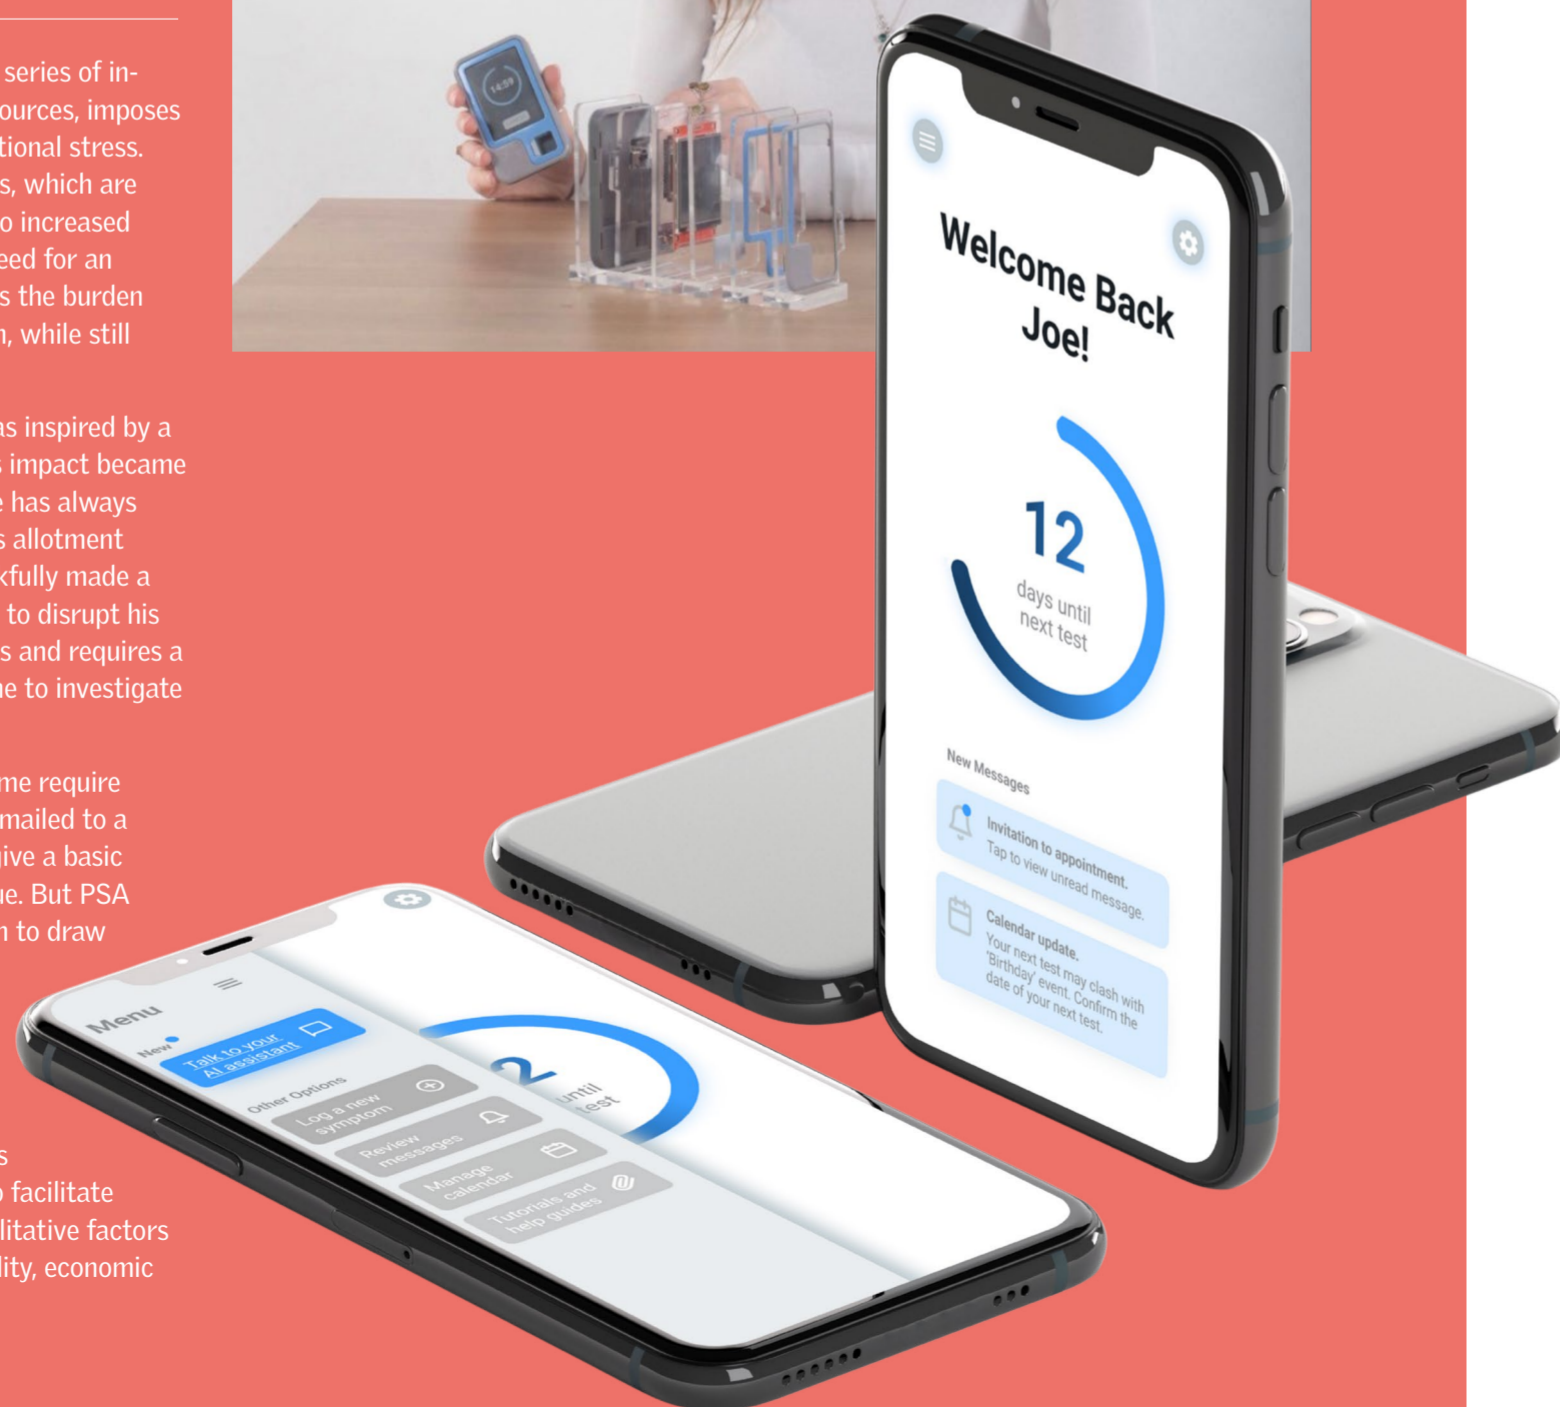 series of in-
ources, imposes
tional stress.
s, which are
o increased
eed for an
s the burden
n, while still
as inspired by a
s impact became
e has always
s allotment
kfully made a
to disrupt his
s and requires a
ne to investigate
me require
mailed to a
give a basic
ue. But PSA
n to draw
s
o facilitate
litative factors
lity, economic
14:59
Welcome Back
Joe!
12
days until
next test
New Messages
Invitation to appointment.
Tap to view unread message.
Calendar update.
Your next test may clash with
'Birthday' event. Confirm the
date of your next test.
Menu
New
Talk to your
AI assistant
Other Options
Log a new
symptom
Review
messages
Manage
calendar
Tutorials and
help guides
2
until
test